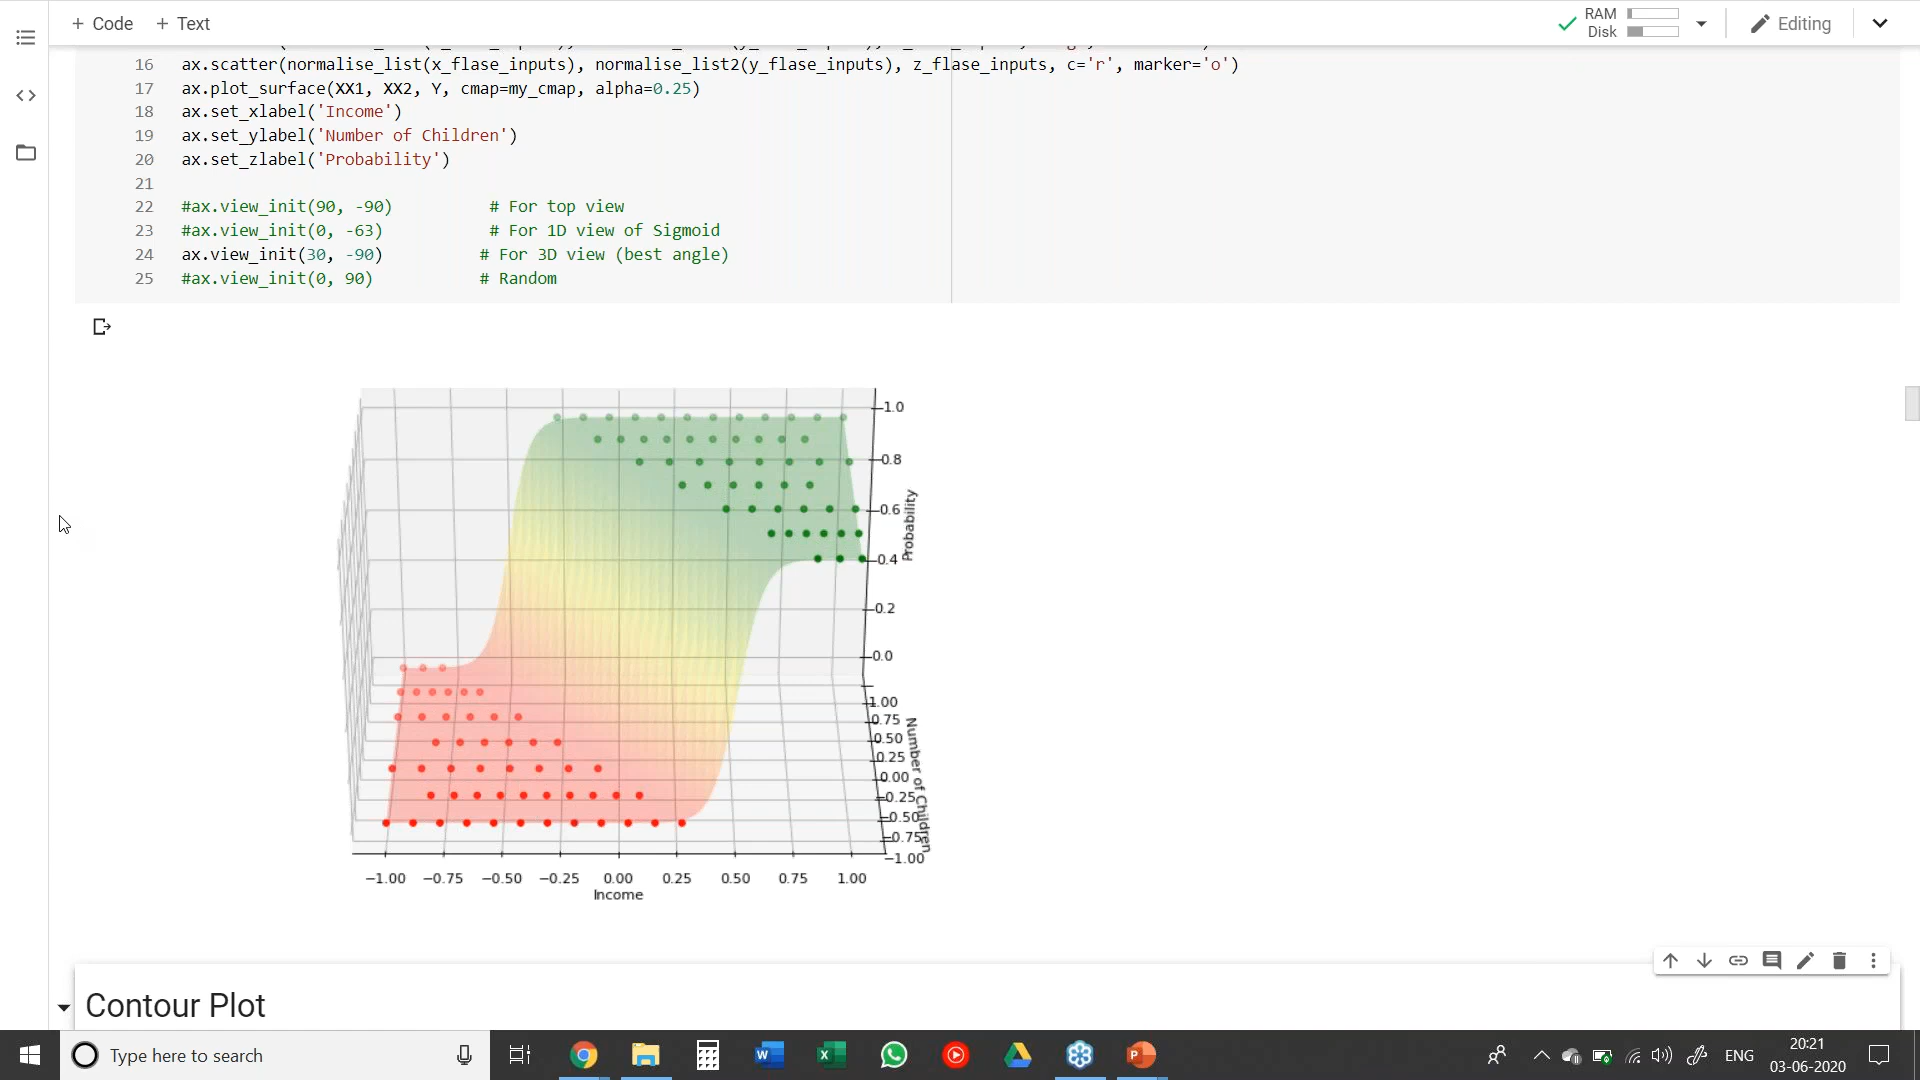 + Code + Text
RAM
Disk
Editing
16 ax.scatter(normalise_list(x_flase_inputs), normalise_list2(y_flase_inputs), z_flase_inputs, c='r', marker='o')
17 ax.plot_surface(XX1, XX2, Y, cmap=my_cmap, alpha=0.25)
18 ax.set_xlabel('Income')
19 ax.set_ylabel('Number of Children')
20 ax.set_zlabel('Probability')
21
22 #ax.view_init(90, -90) # For top view
23 #ax.view_init(0, -63) # For 1D view of Sigmoid
24 ax.view_init(30, -90) # For 3D view (best angle)
25 #ax.view_init(0, 90) # Random
1.0
0.8
0.6
0.4
0.2
0.0
Probability
1.00
0.75
0.50
0.25
0.00
−0.25
−0.50
−0.75
−1.00
Number of Children
−1.00 −0.75 −0.50 −0.25 0.00 0.25 0.50 0.75 1.00
Income
Contour Plot
Type here to search
ENG
20:21
03-06-2020